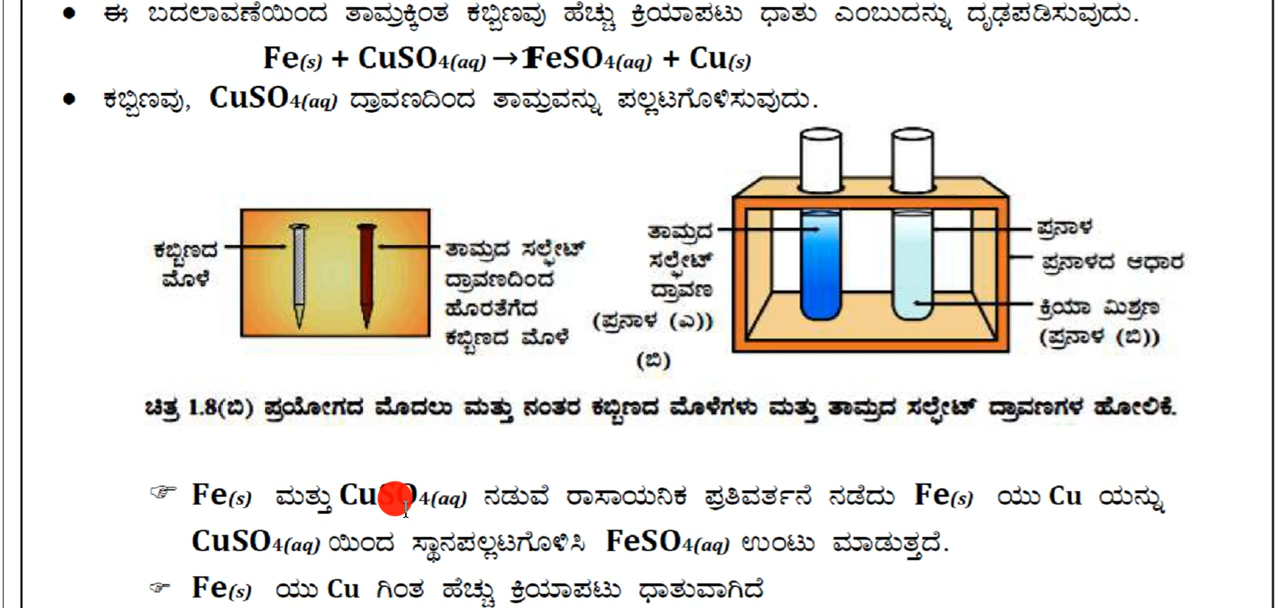 • ಈ ಬದಲಾವಣೆಯಿಂದ ತಾಮ್ರಕ್ಕಿಂತ ಕಬ್ಬಿಣವು ಹೆಚ್ಚು ಕ್ರಿಯಾಪಟು ಧಾತು ಎಂಬುದನ್ನು ದೃಢಪಡಿಸುವುದು.
Fe(s) + CuSO4(aq) →1FeSO4(aq) + Cu(s)
• ಕಬ್ಬಿಣವು, CuSO4(aq) ದ್ರಾವಣದಿಂದ ತಾಮ್ರವನ್ನು ಪಲ್ಲಟಗೊಳಿಸುವುದು.
ಕಬ್ಬಿಣದ
ಮೊಳೆ
ತಾಮ್ರದ ಸಲ್ಫೇಟ್
ದ್ರಾವಣದಿಂದ
ಹೊರತೆಗೆದ
ಕಬ್ಬಿಣದ ಮೊಳೆ
ತಾಮ್ರದ
ಸಲ್ಫೇಟ್
ದ್ರಾವಣ
(ಪ್ರನಾಳ (ಎ))
(ಬಿ)
ಪ್ರನಾಳ
ಪ್ರನಾಳದ ಆಧಾರ
ಕ್ರಿಯಾ ಮಿಶ್ರಣ
(ಪ್ರನಾಳ (ಬಿ))
ಚಿತ್ರ 1.8(ಬಿ) ಪ್ರಯೋಗದ ಮೊದಲು ಮತ್ತು ನಂತರ ಕಬ್ಬಿಣದ ಮೊಳೆಗಳು ಮತ್ತು ತಾಮ್ರದ ಸಲ್ಫೇಟ್ ದ್ರಾವಣಗಳ ಹೋಲಿಕೆ.
☞ Fe(s) ಮತ್ತು CuSO4(aq) ನಡುವೆ ರಾಸಾಯನಿಕ ಪ್ರತಿವರ್ತನೆ ನಡೆದು Fe(s) ಯು Cu ಯನ್ನು
CuSO4(aq) ಯಿಂದ ಸ್ಥಾನಪಲ್ಲಟಗೊಳಿಸಿ FeSO4(aq) ಉಂಟು ಮಾಡುತ್ತದೆ.
☞ Fe(s) ಯು Cu ಗಿಂತ ಹೆಚ್ಚು ಕ್ರಿಯಾಪಟು ಧಾತುವಾಗಿದೆ